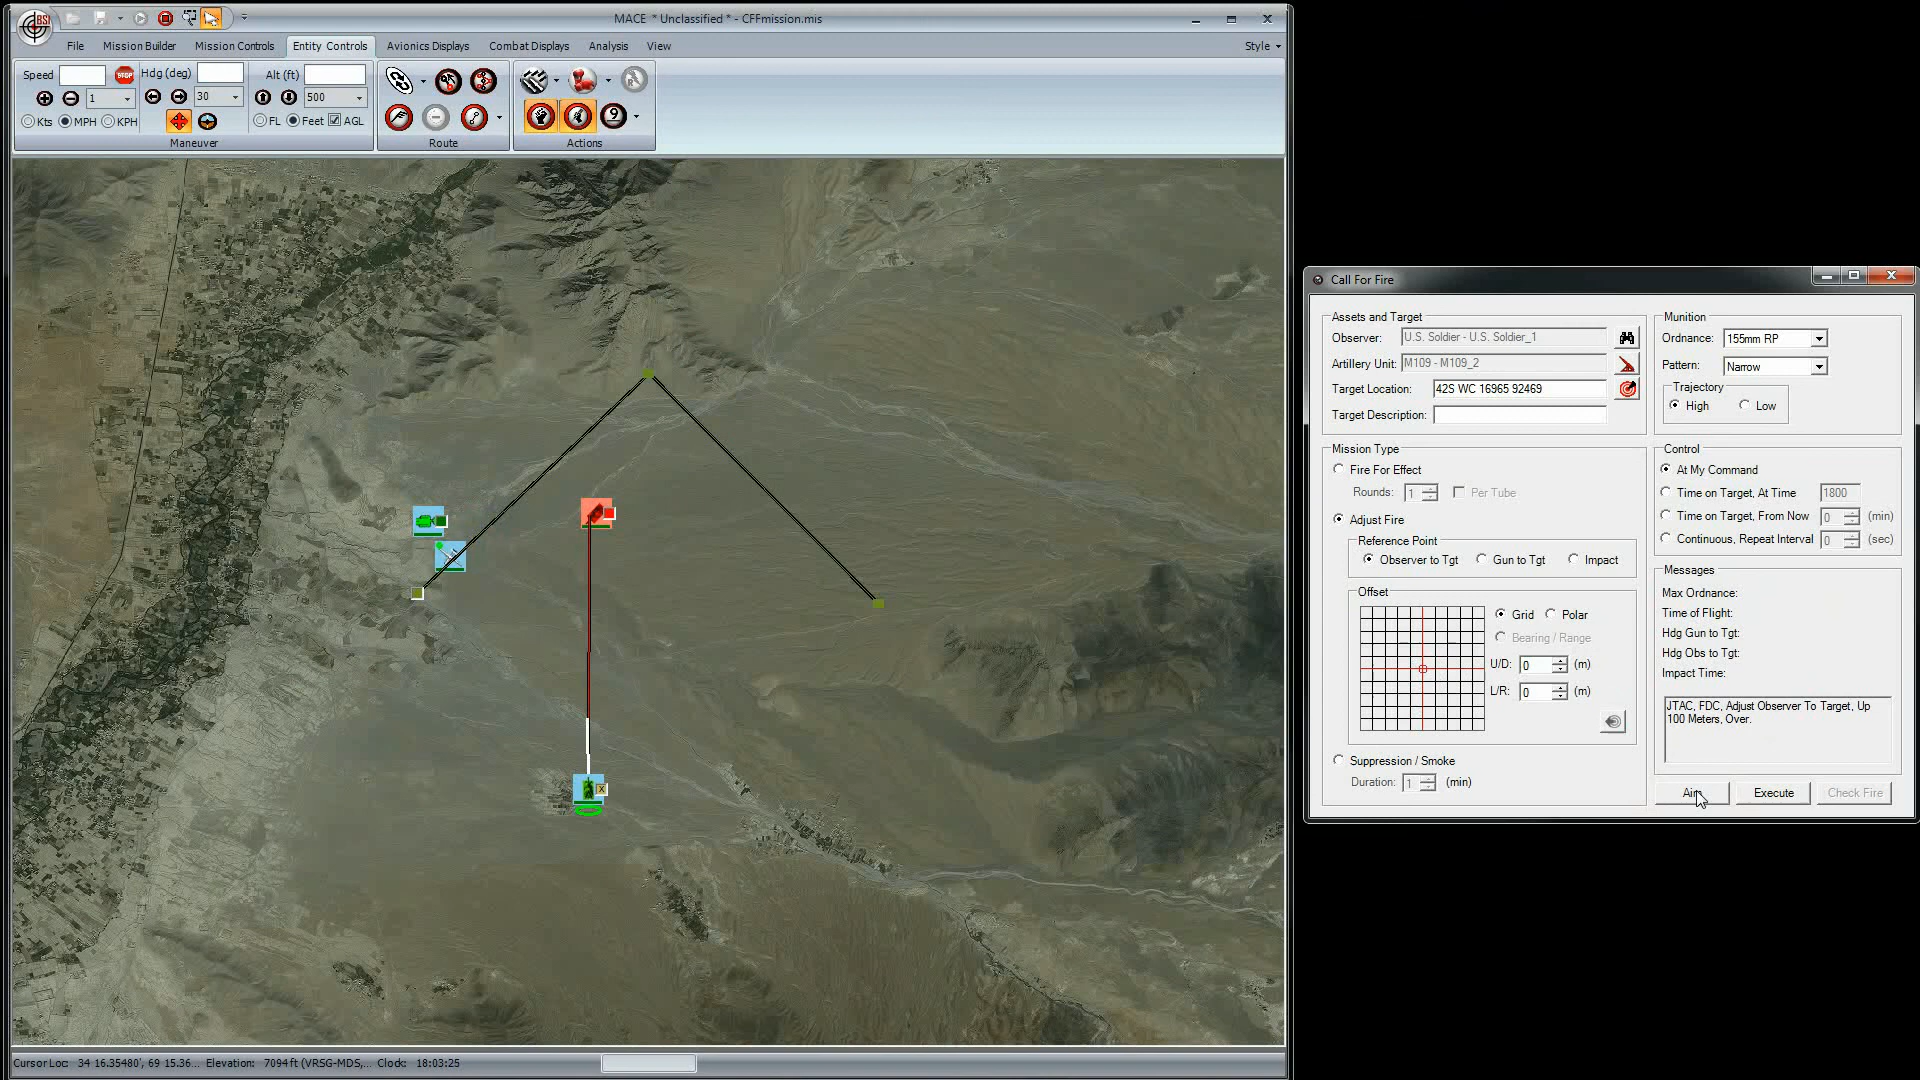 MACE * Unclassified * - CFFmission.mis
BSI
File Mission Builder Mission Controls Entity Controls Avionics Displays Combat Displays Analysis View Style
Speed STOP Hdg (deg) Alt (ft)
1 30 500
Kts MPH KPH FL Feet AGL
9
Maneuver Route Actions
X
Cursor Loc: 34 16.35480', 69 15.36... Elevation: 7094 ft (VRSG-MDS,... Clock: 18:03:25
Call For Fire
Assets and Target
Observer: U.S. Soldier - U.S. Soldier_1
Artillery Unit: M109 - M109_2
Target Location: 42S WC 16965 92469
Target Description:
Mission Type
Fire For Effect
Rounds: 1 Per Tube
Adjust Fire
Reference Point
Observer to Tgt Gun to Tgt Impact
Offset
Grid Polar
Bearing / Range
U/D: 0 (m)
L/R: 0 (m)
Suppression / Smoke
Duration: 1 (min)
Munition
Ordnance: 155mm RP
Pattern: Narrow
Trajectory
High Low
Control
At My Command
Time on Target, At Time 1800
Time on Target, From Now 0 (min)
Continuous, Repeat Interval 0 (sec)
Messages
Max Ordnance:
Time of Flight:
Hdg Gun to Tgt:
Hdg Obs to Tgt:
Impact Time:
JTAC, FDC, Adjust Observer To Target, Up
100 Meters, Over.
Aim Execute Check Fire